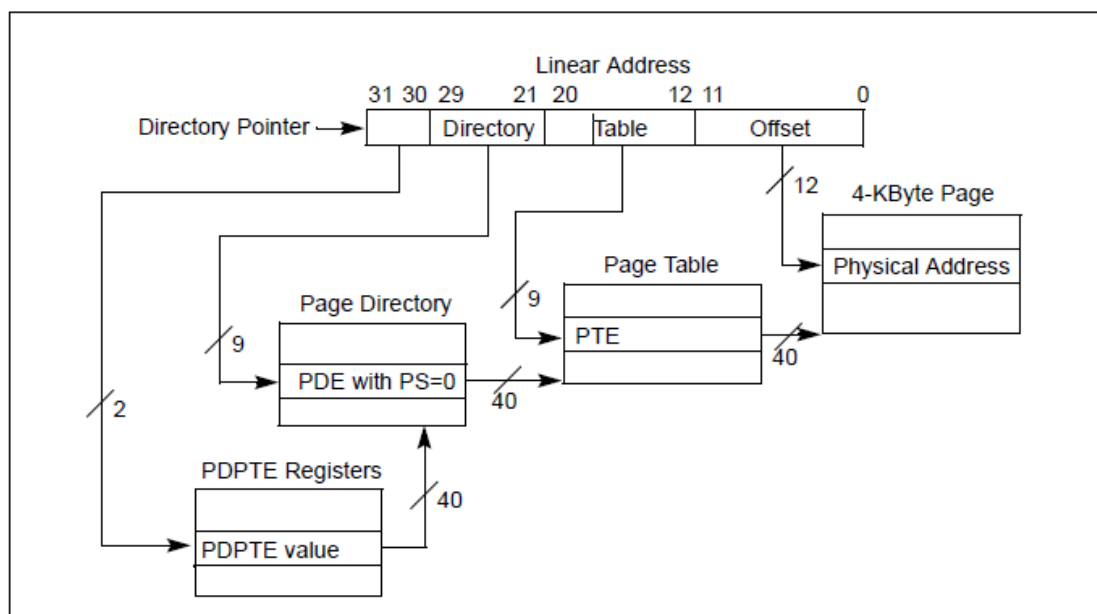 Linear Address
31 30 29 21 20 12 11 0
Directory Pointer Directory Table Offset
12
4-KByte Page
Physical Address
Page Table
9
PTE
40
Page Directory
9
PDE with PS=0
40
2
PDPTE Registers
40
PDPTE value